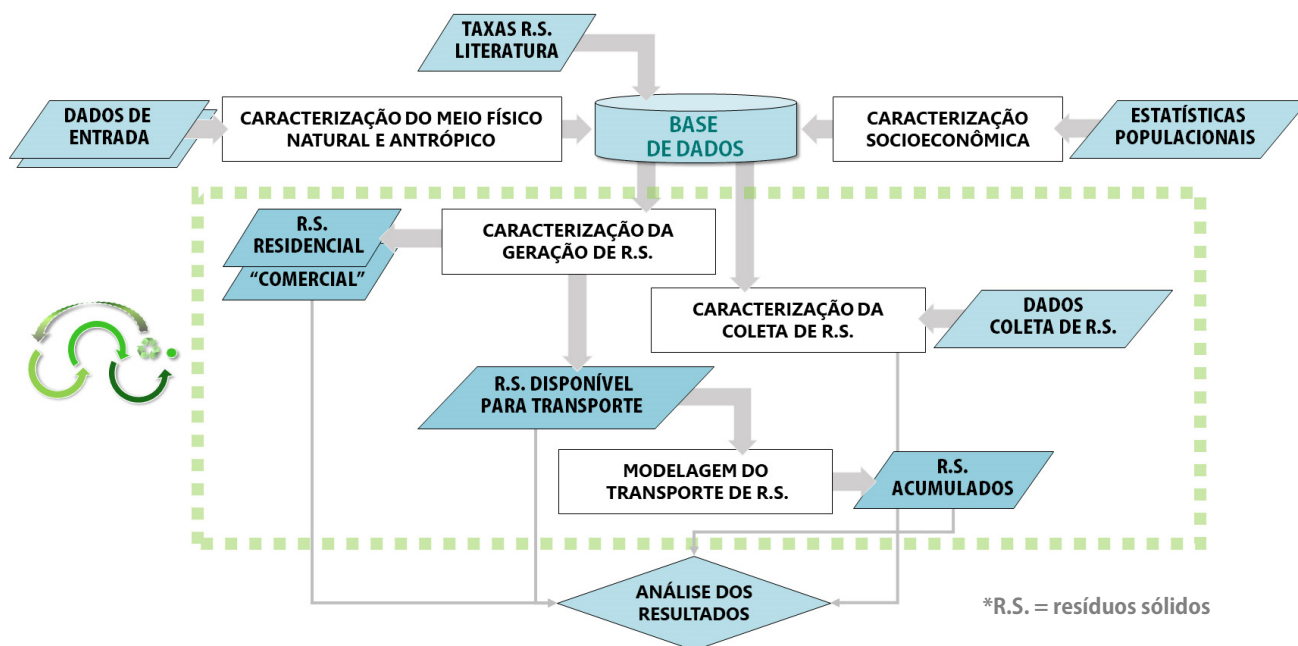 TAXAS R.S.
LITERATURA
DADOS DE
ENTRADA
CARACTERIZAÇÃO DO MEIO FÍSICO
NATURAL E ANTRÓPICO
BASE
DE DADOS
CARACTERIZAÇÃO
SOCIOECONÔMICA
ESTATÍSTICAS
POPULACIONAIS
R.S.
RESIDENCIAL
“COMERCIAL”
CARACTERIZAÇÃO DA
GERAÇÃO DE R.S.
CARACTERIZAÇÃO DA
COLETA DE R.S.
DADOS
COLETA DE R.S.
R.S. DISPONÍVEL
PARA TRANSPORTE
MODELAGEM DO
TRANSPORTE DE R.S.
R.S.
ACUMULADOS
ANÁLISE DOS
RESULTADOS
*R.S. = resíduos sólidos